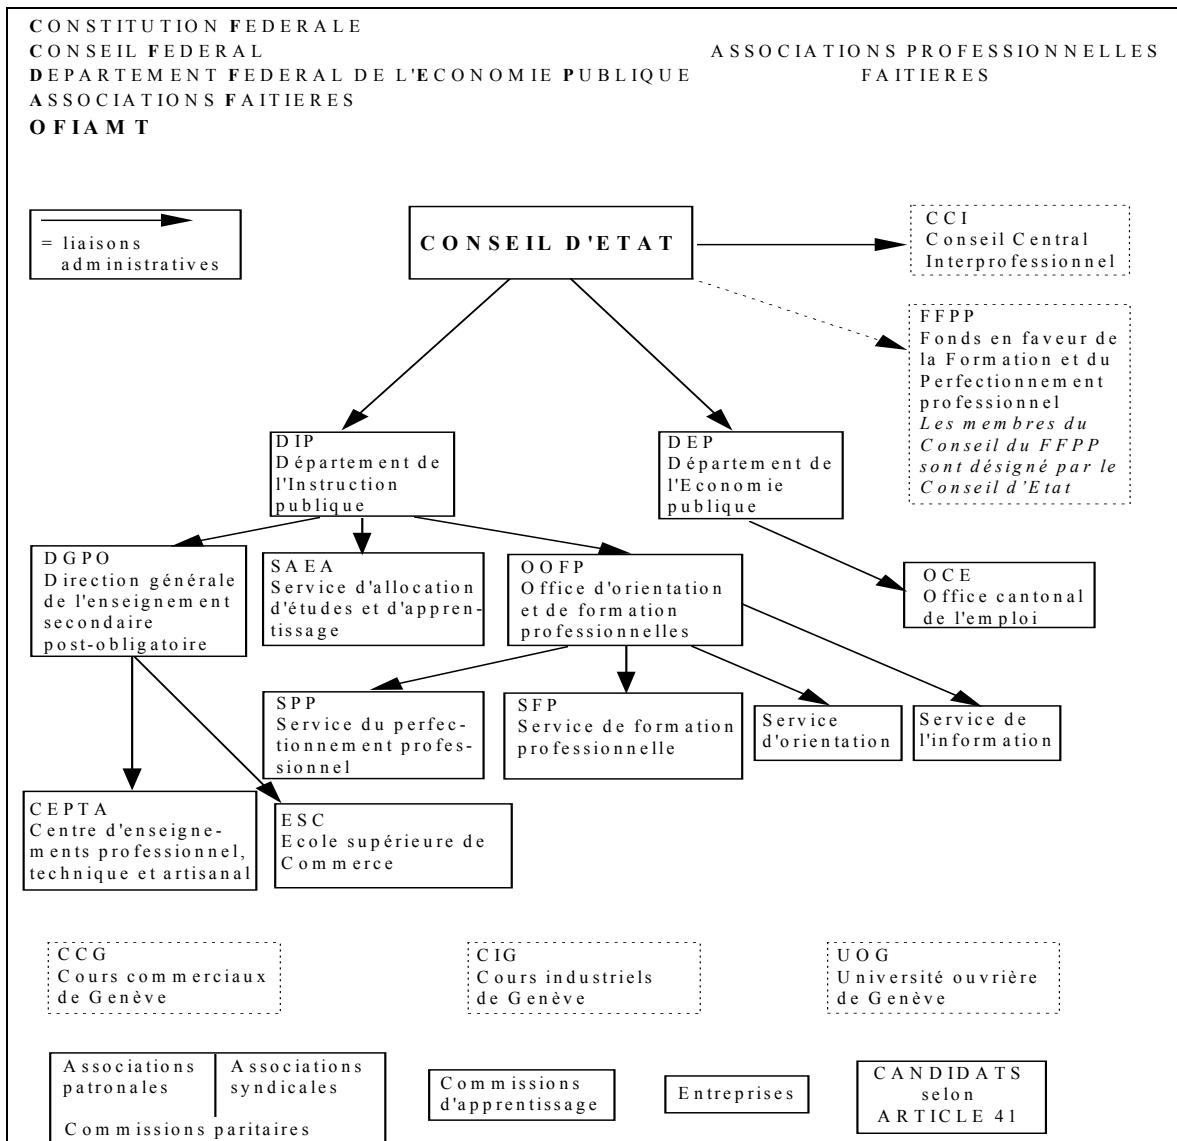 CONSTITUTION FEDERALE
CONSEIL FEDERAL
DEPARTEMENT FEDERAL DE L'ECONOMIE PUBLIQUE
ASSOCIATIONS FAITIERES
OFIAMT
ASSOCIATIONS PROFESSIONNELLES
FAITIERES
= liaisons
administratives
CONSEIL D'ETAT
CCI
Conseil Central
Interprofessionnel
FFPP
Fonds en faveur de
la Formation et du
Perfectionnement
professionnel
Les membres du
Conseil du FFPP
sont désigné par le
Conseil d'Etat
DIP
Département de
l'Instruction
publique
DEP
Département de
l'Economie
publique
DGPO
Direction générale
de l'enseignement
secondaire
post-obligatoire
SAEA
Service d'allocation
d'études et d'appren-
tissage
OOFP
Office d'orientation
et de formation
professionnelles
OCE
Office cantonal
de l'emploi
SPP
Service du perfec-
tionnement profes-
sionnel
SFP
Service de formation
professionnelle
Service
d'orientation
Service de
l'information
CEPTA
Centre d'enseigne-
ments professionnel,
technique et artisanal
ESC
Ecole supérieure de
Commerce
CCG
Cours commerciaux
de Genève
CIG
Cours industriels
de Genève
UOG
Université ouvrière
de Genève
Associations
patronales
Associations
syndicales
Commissions paritaires
Commissions
d'apprentissage
Entreprises
CANDIDATS
selon
ARTICLE 41